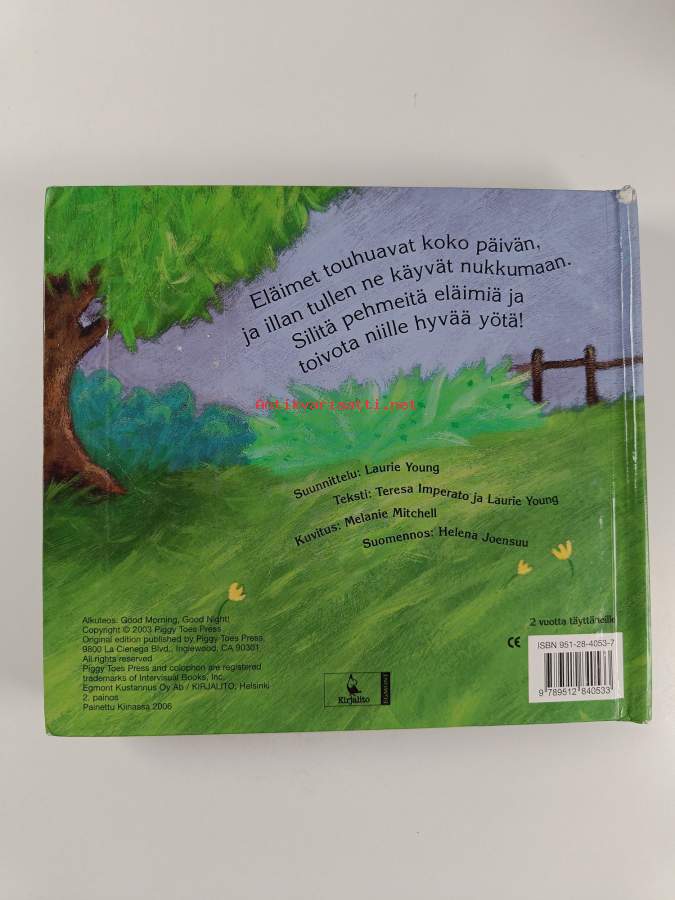 Eläimet touhuavat koko päivän,
ja illan tullen ne käyvät nukkumaan.
Silitä pehmeitä eläimiä ja
toivota niille hyvää yötä!
Antikvariaatti.net
Suunnittelu: Laurie Young
Teksti: Teresa Imperato ja Laurie Young
Kuvitus: Melanie Mitchell
Suomennos: Helena Joensuu
Alkuteos: Good Morning, Good Night!
Copyright © 2003 Piggy Toes Press
Original edition published by Piggy Toes Press,
9800 La Cienega Blvd., Inglewood, CA 90301
All rights reserved
Piggy Toes Press and colophon are registered
trademarks of Intervisual Books, Inc.
Egmont Kustannus Oy Ab / KIRJALITO, Helsinki
2. painos
Painettu Kiinassa 2006
Kirjalito
EGMONT
2 vuotta täyttäneille
CE
ISBN 951-28-4053-7
9 789512 840533